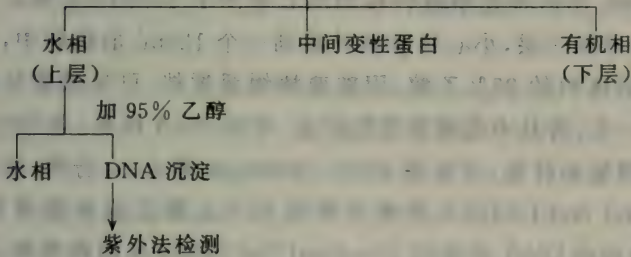 水相 中间变性蛋白 有机相
(上层) (下层)
加 95% 乙醇
水相 DNA 沉淀
紫外法检测